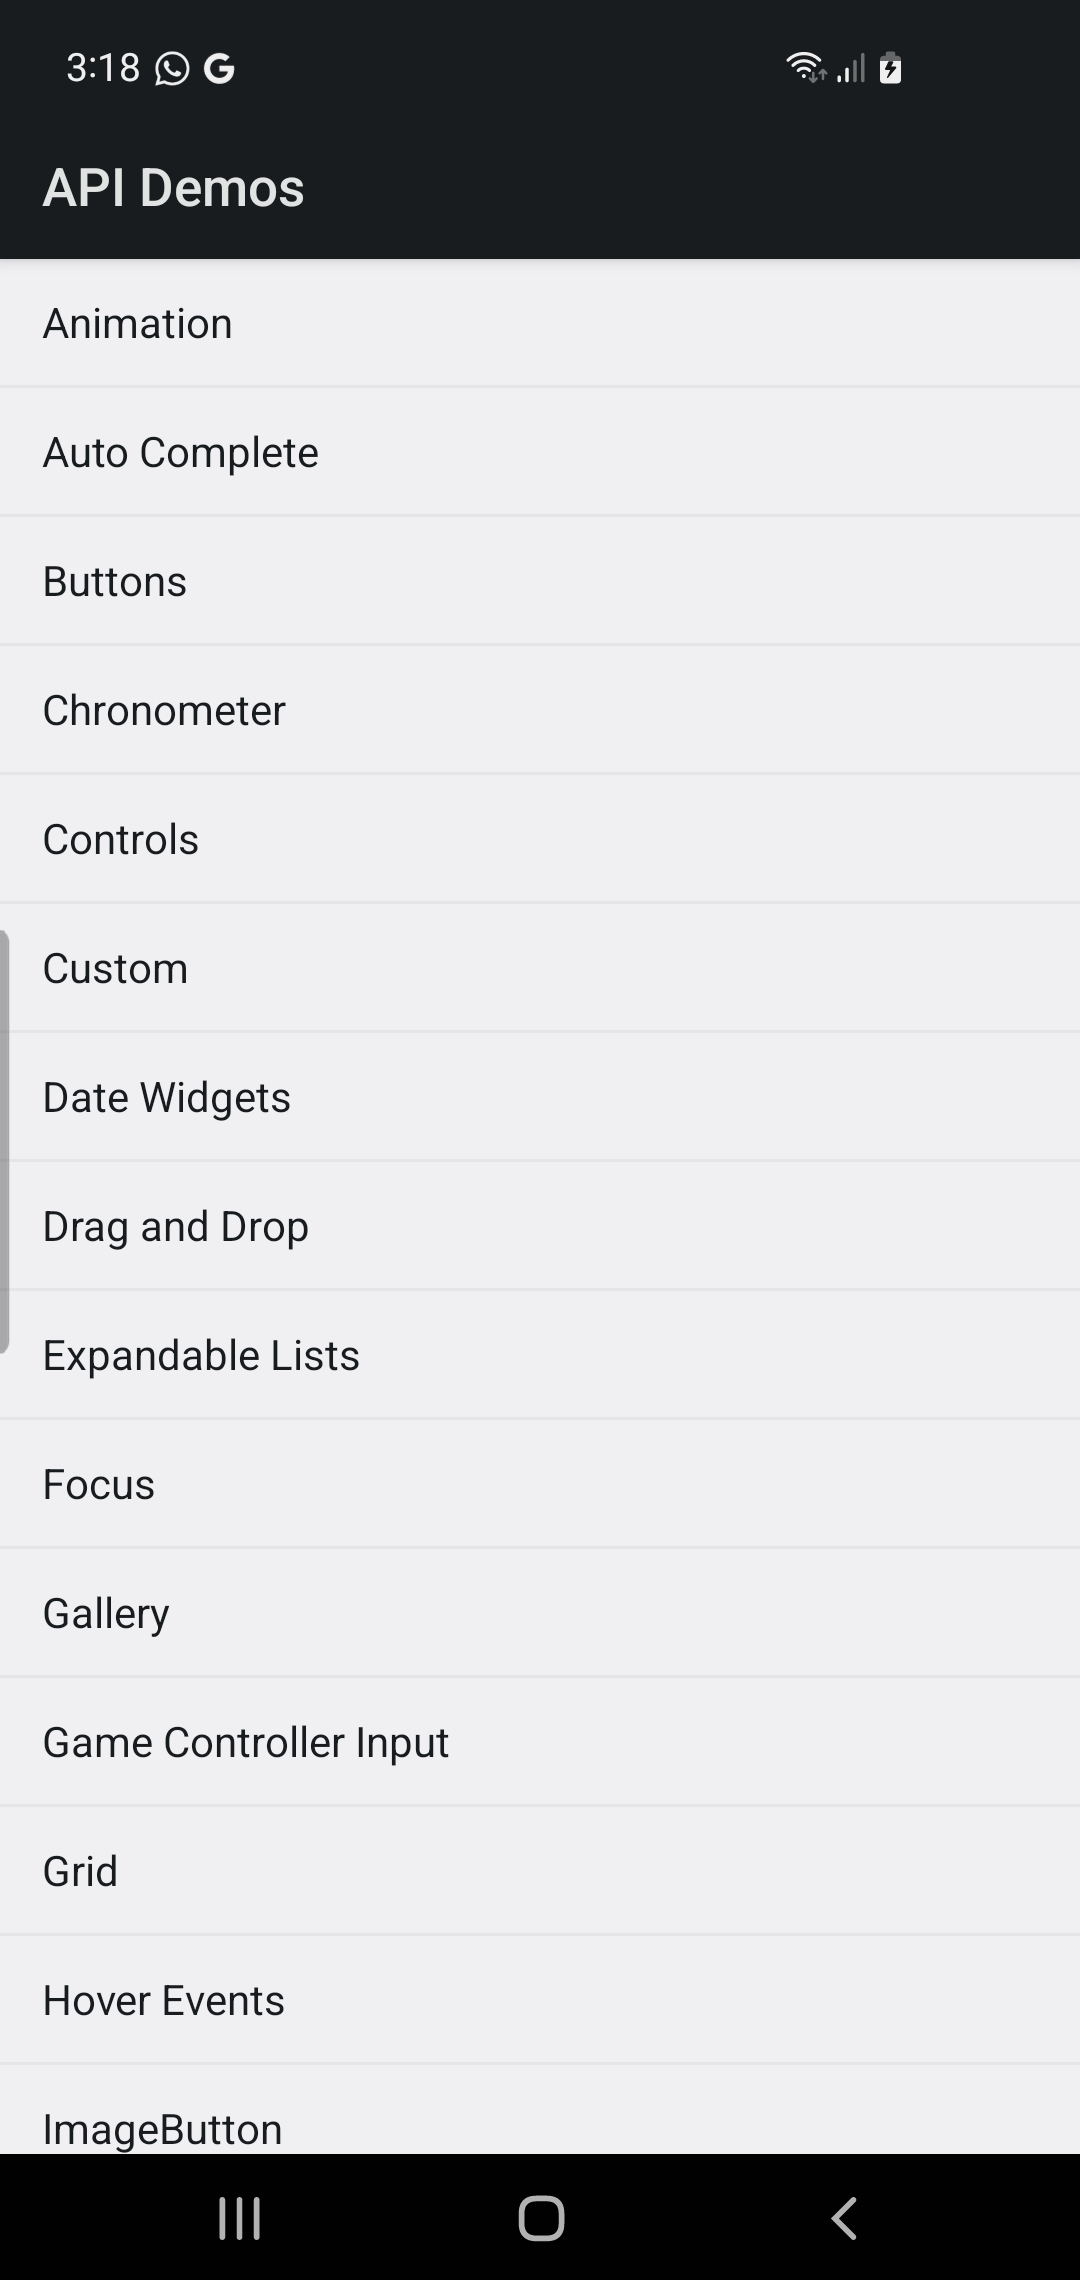 3:18
API Demos
Animation
Auto Complete
Buttons
Chronometer
Controls
Custom
Date Widgets
Drag and Drop
Expandable Lists
Focus
Gallery
Game Controller Input
Grid
Hover Events
ImageButton